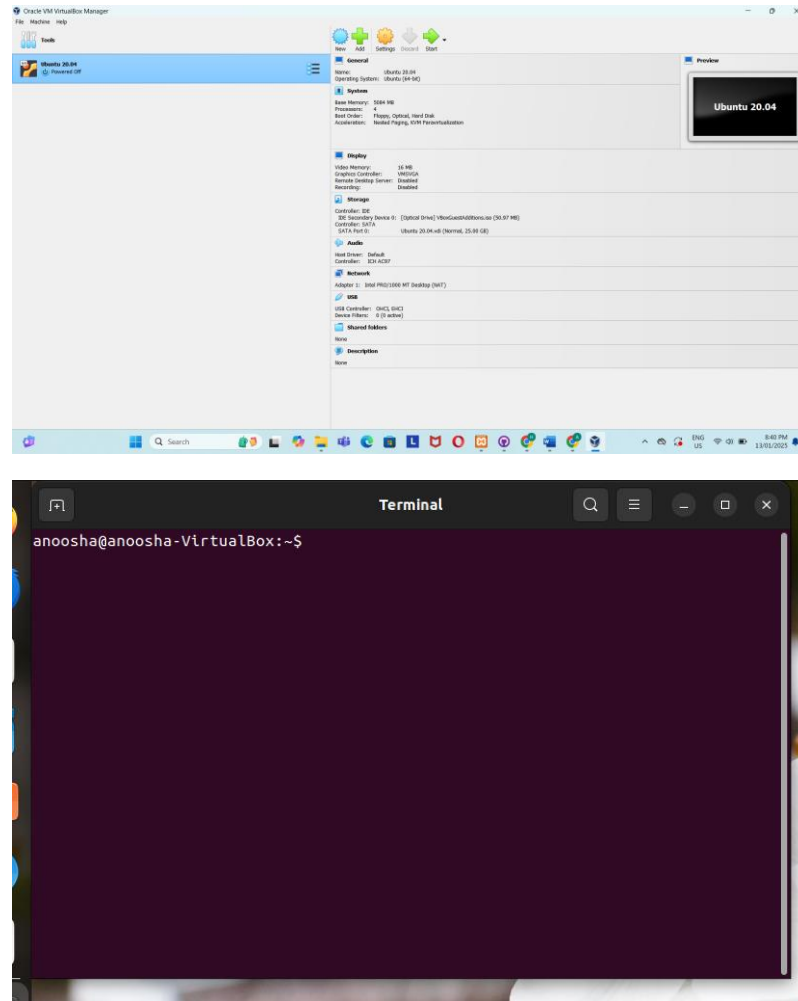 Oracle VM VirtualBox Manager
File Machine Help
Tools
New Add Settings Discard Start
Ubuntu 20.04
Powered Off
General
Name: Ubuntu 20.04
Operating System: Ubuntu (64-bit)
System
Base Memory: 5084 MB
Processors: 4
Boot Order: Floppy, Optical, Hard Disk
Acceleration: Nested Paging, KVM Paravirtualization
Preview
Ubuntu 20.04
Display
Video Memory: 16 MB
Graphics Controller: VMSVGA
Remote Desktop Server: Disabled
Recording: Disabled
Storage
Controller: IDE
IDE Secondary Device 0: [Optical Drive] VBoxGuestAdditions.iso (50.97 MB)
Controller: SATA
SATA Port 0: Ubuntu 20.04.vdi (Normal, 25.00 GB)
Audio
Host Driver: Default
Controller: ICH AC97
Network
Adapter 1: Intel PRO/1000 MT Desktop (NAT)
USB
USB Controller: OHCI, EHCI
Device Filters: 0 (0 active)
Shared folders
None
Description
None
Search
ENG
US
8:40 PM
13/01/2025
Terminal
anoosha@anoosha-VirtualBox:~$